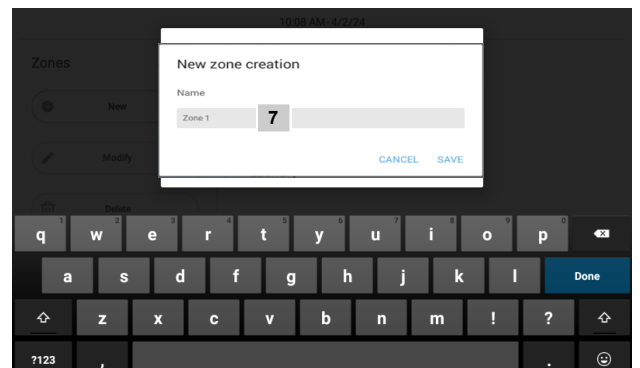 10:08 AM - 4/2/24
Zones
New zone creation
Name
Zone 1
7
New
CANCEL SAVE
Modify
Delete
1 2 3 4 5 6 7 8 9 0
q w e r t y u i o p
a s d f g h j k l Done
z x c v b n m ! ?
?123 , .